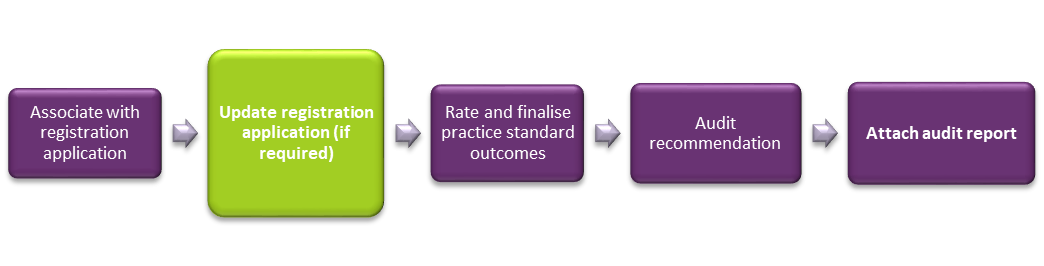 Associate with
registration
application
Update registration
application (if
required)
Rate and finalise
practice standard
outcomes
Audit
recommendation
Attach audit report